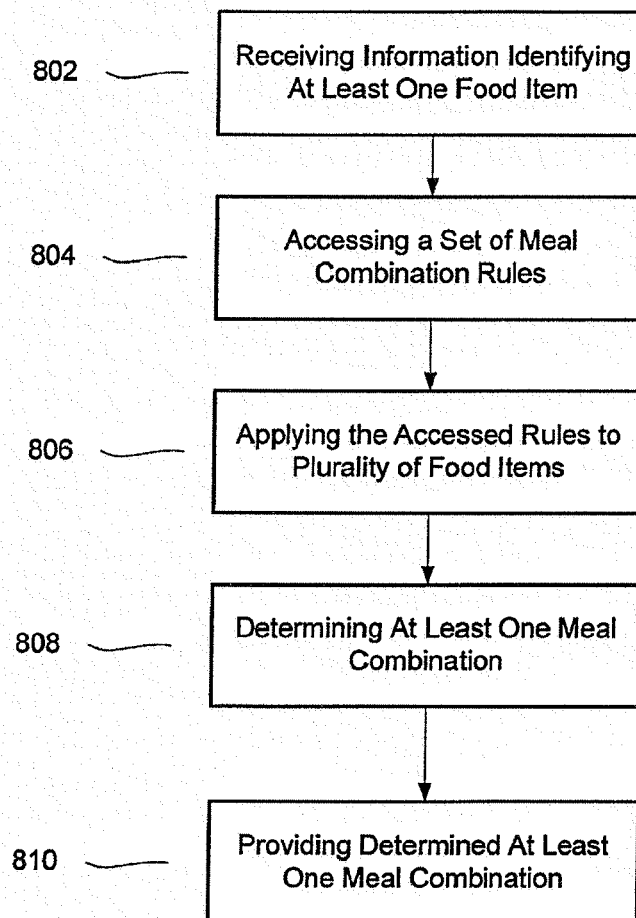 802
Receiving Information Identifying
At Least One Food Item
804
Accessing a Set of Meal
Combination Rules
806
Applying the Accessed Rules to
Plurality of Food Items
808
Determining At Least One Meal
Combination
810
Providing Determined At Least
One Meal Combination